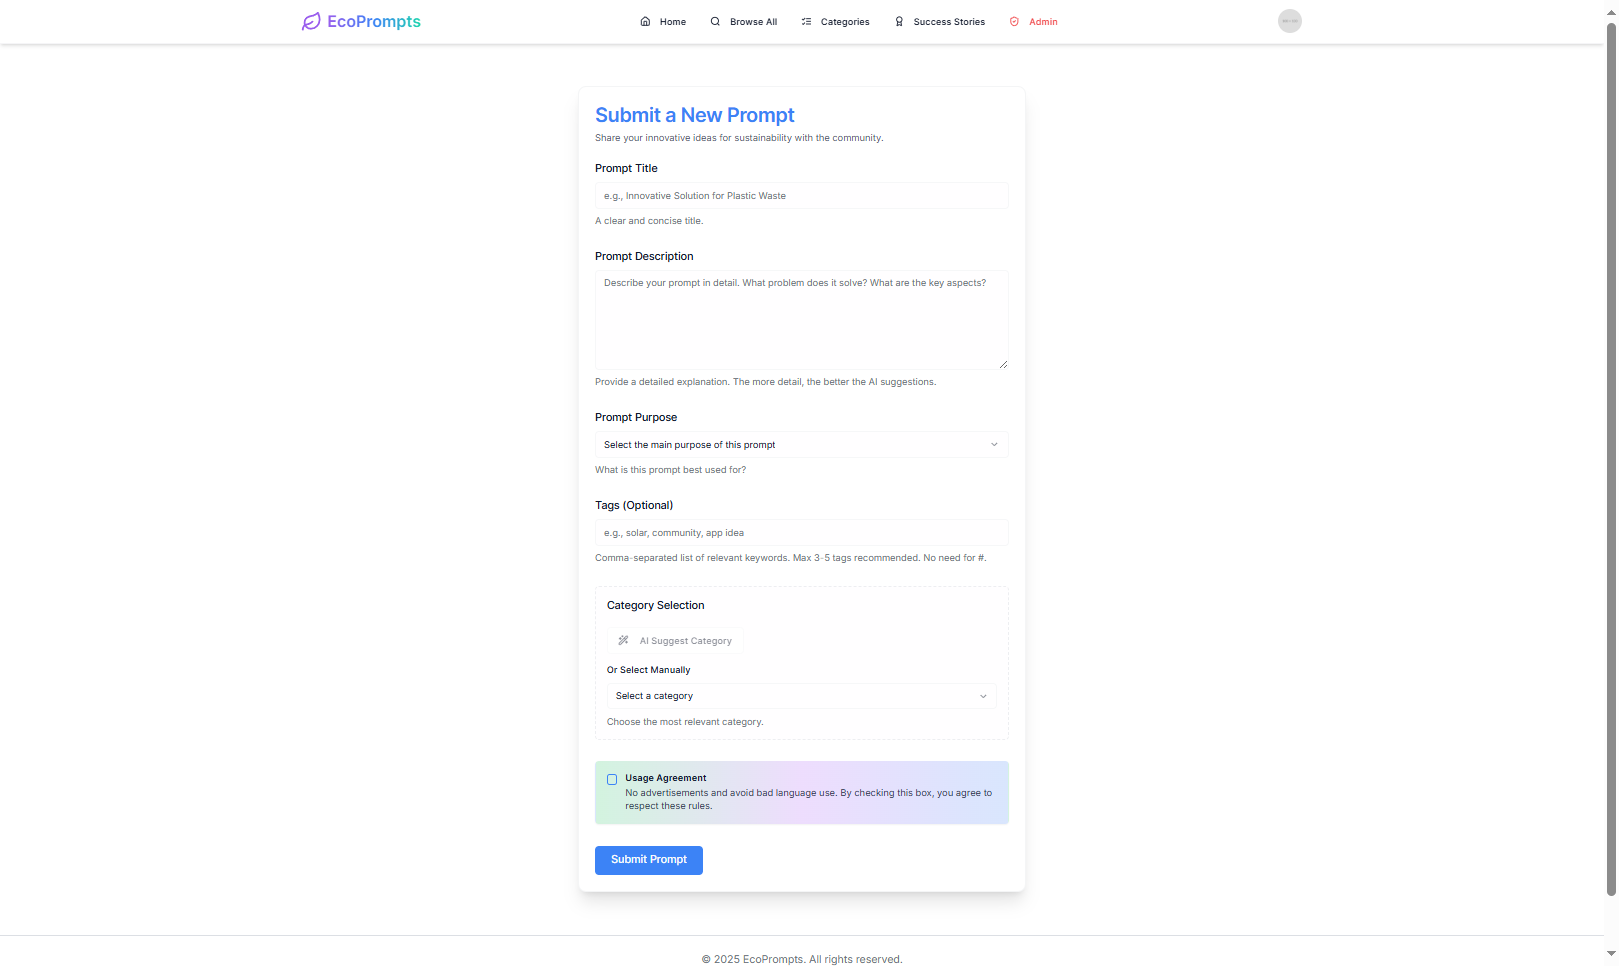 EcoPrompts
Home
Browse All
Categories
Success Stories
Admin
Submit a New Prompt
Share your innovative ideas for sustainability with the community.
Prompt Title
e.g., Innovative Solution for Plastic Waste
A clear and concise title.
Prompt Description
Describe your prompt in detail. What problem does it solve? What are the key aspects?
Provide a detailed explanation. The more detail, the better the AI suggestions.
Prompt Purpose
Select the main purpose of this prompt
What is this prompt best used for?
Tags (Optional)
e.g., solar, community, app idea
Comma-separated list of relevant keywords. Max 3-5 tags recommended. No need for #.
Category Selection
AI Suggest Category
Or Select Manually
Select a category
Choose the most relevant category.
Usage Agreement
No advertisements and avoid bad language use. By checking this box, you agree to
respect these rules.
Submit Prompt
© 2025 EcoPrompts. All rights reserved.